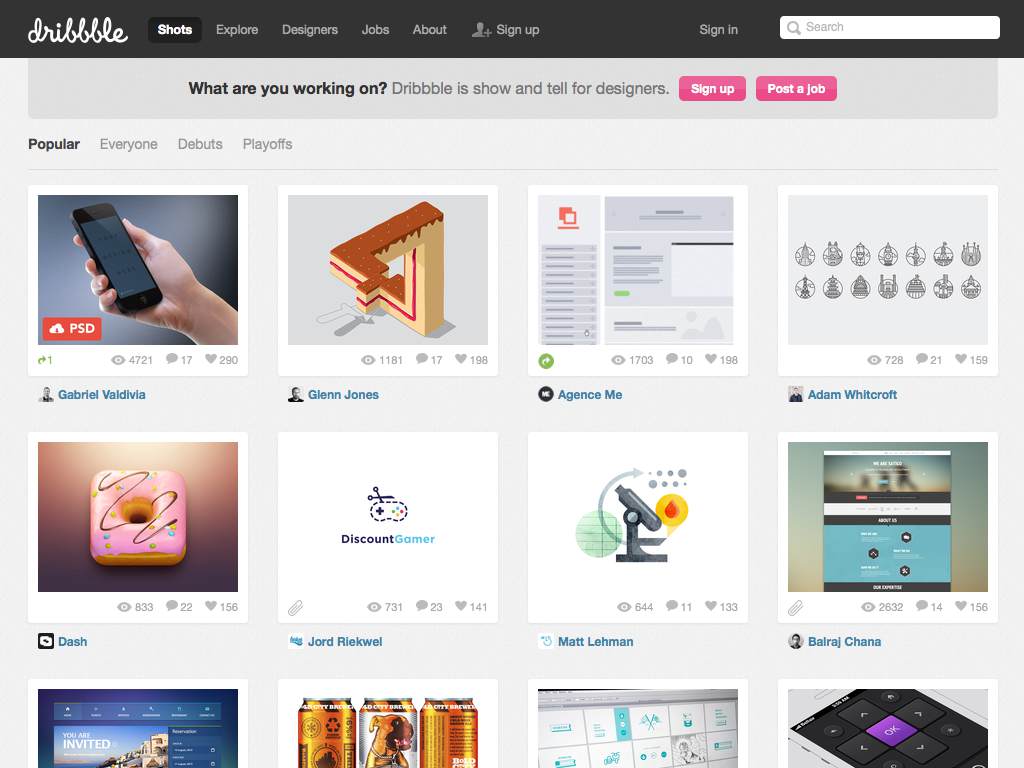 dribbble Shots Explore Designers Jobs About Sign up Sign in Search
What are you working on? Dribbble is show and tell for designers. Sign up Post a job
Popular Everyone Debuts Playoffs
PSD
1 4721 17 290 1181 17 198 1703 10 198 728 21 159
Gabriel Valdivia Glenn Jones ME Agence Me Adam Whitcroft
WE ARE SATTICO
ABOUT US
DiscountGamer
OUR EXPERTISE
833 22 156 731 23 141 644 11 133 2632 14 156
Dash Jord Riekwel Matt Lehman Balraj Chana
YOU ARE
INVITED
Reservation
OK
BOLD